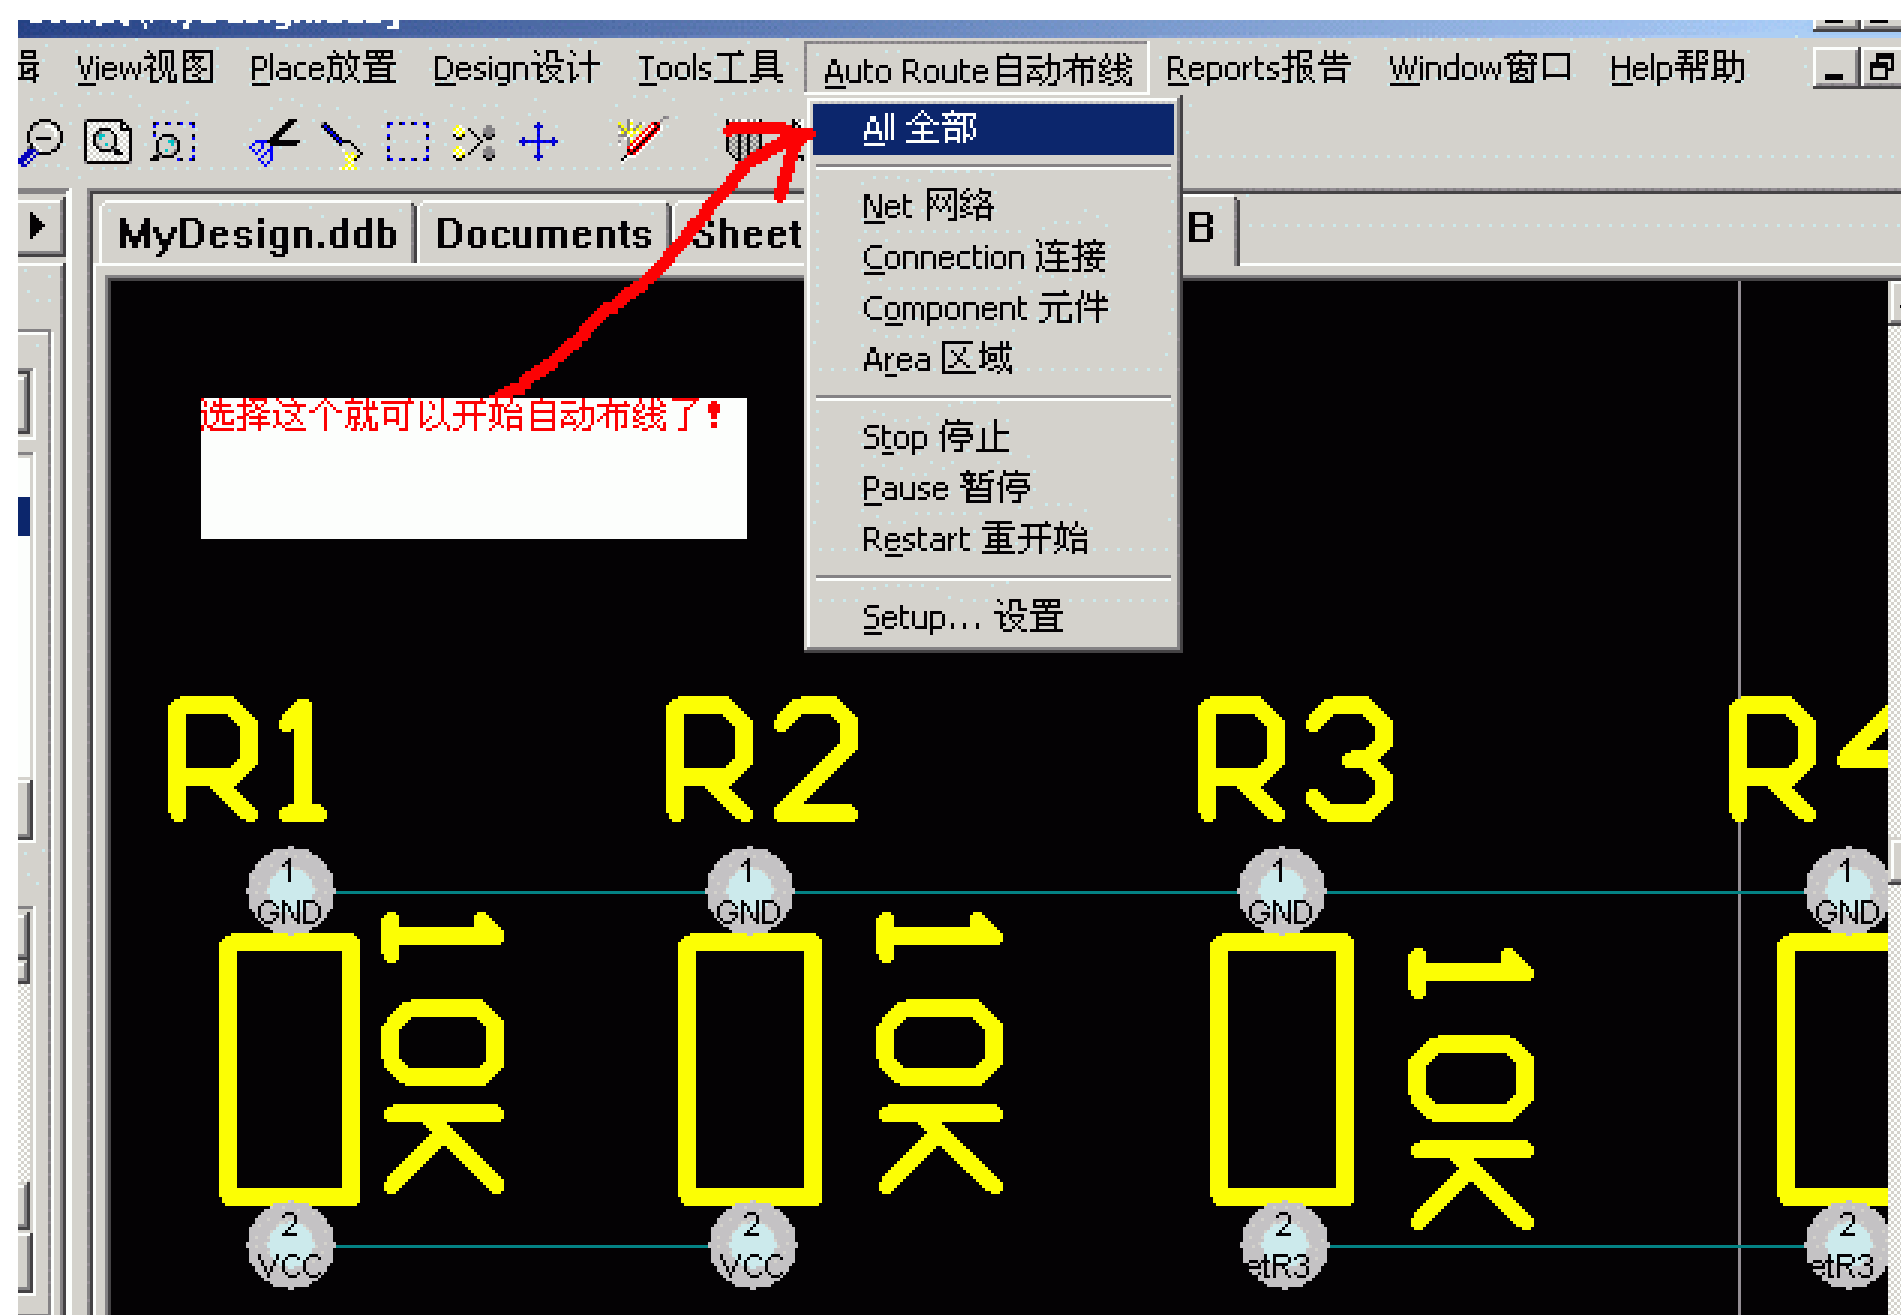 View视图 Place放置 Design设计 Tools工具 Auto Route自动布线 Reports报告 Window窗口 Help帮助
All 全部
Net 网络
MyDesign.ddb Documents Sheet B
Connection 连接
Component 元件
Area 区域
选择这个就可以开始自动布线了！
Stop 停止
Pause 暂停
Restart 重开始
Setup... 设置
R1 R2 R3 R4
1 1 1 1
GND GND GND GND
10K 10K 10K
2 2 2 2
VCC VCC etR3 etR3